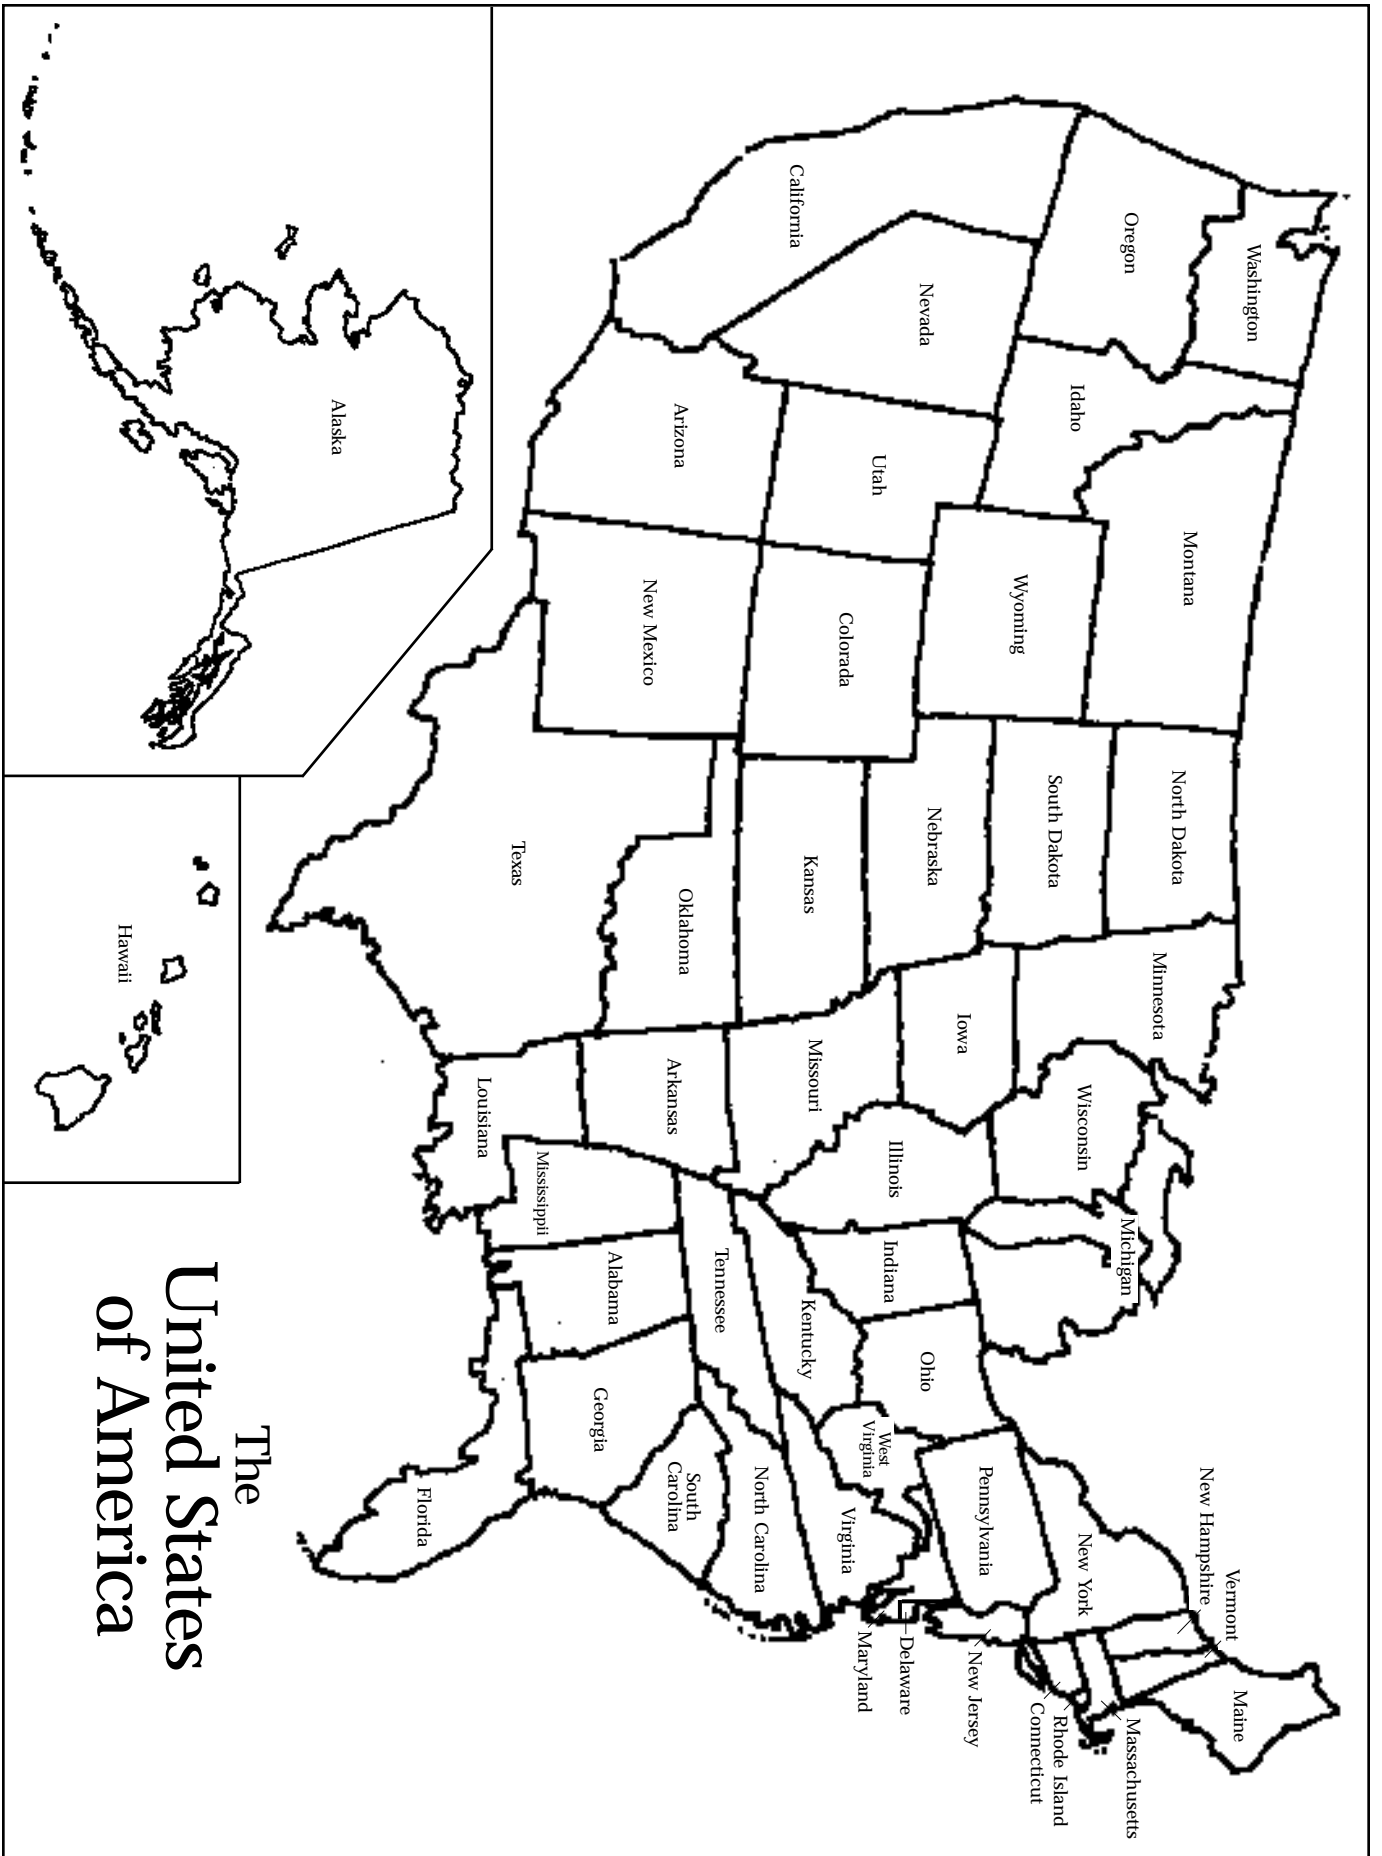 Washington
Oregon
California
Nevada
Idaho
Montana
Wyoming
Utah
Arizona
Colorada
New Mexico
North Dakota
South Dakota
Nebraska
Kansas
Oklahoma
Texas
Minnesota
Iowa
Missouri
Arkansas
Louisiana
Wisconsin
Illinois
Mississippii
Michigan
Indiana
Kentucky
Tennessee
Alabama
Ohio
West
Virginia
Georgia
Florida
South
Carolina
North Carolina
Virginia
Pennsylvania
New York
New Hampshire
Vermont
Maine
Massachusetts
Rhode Island
Connecticut
New Jersey
Delaware
Maryland
Alaska
Hawaii
The
United States
of America